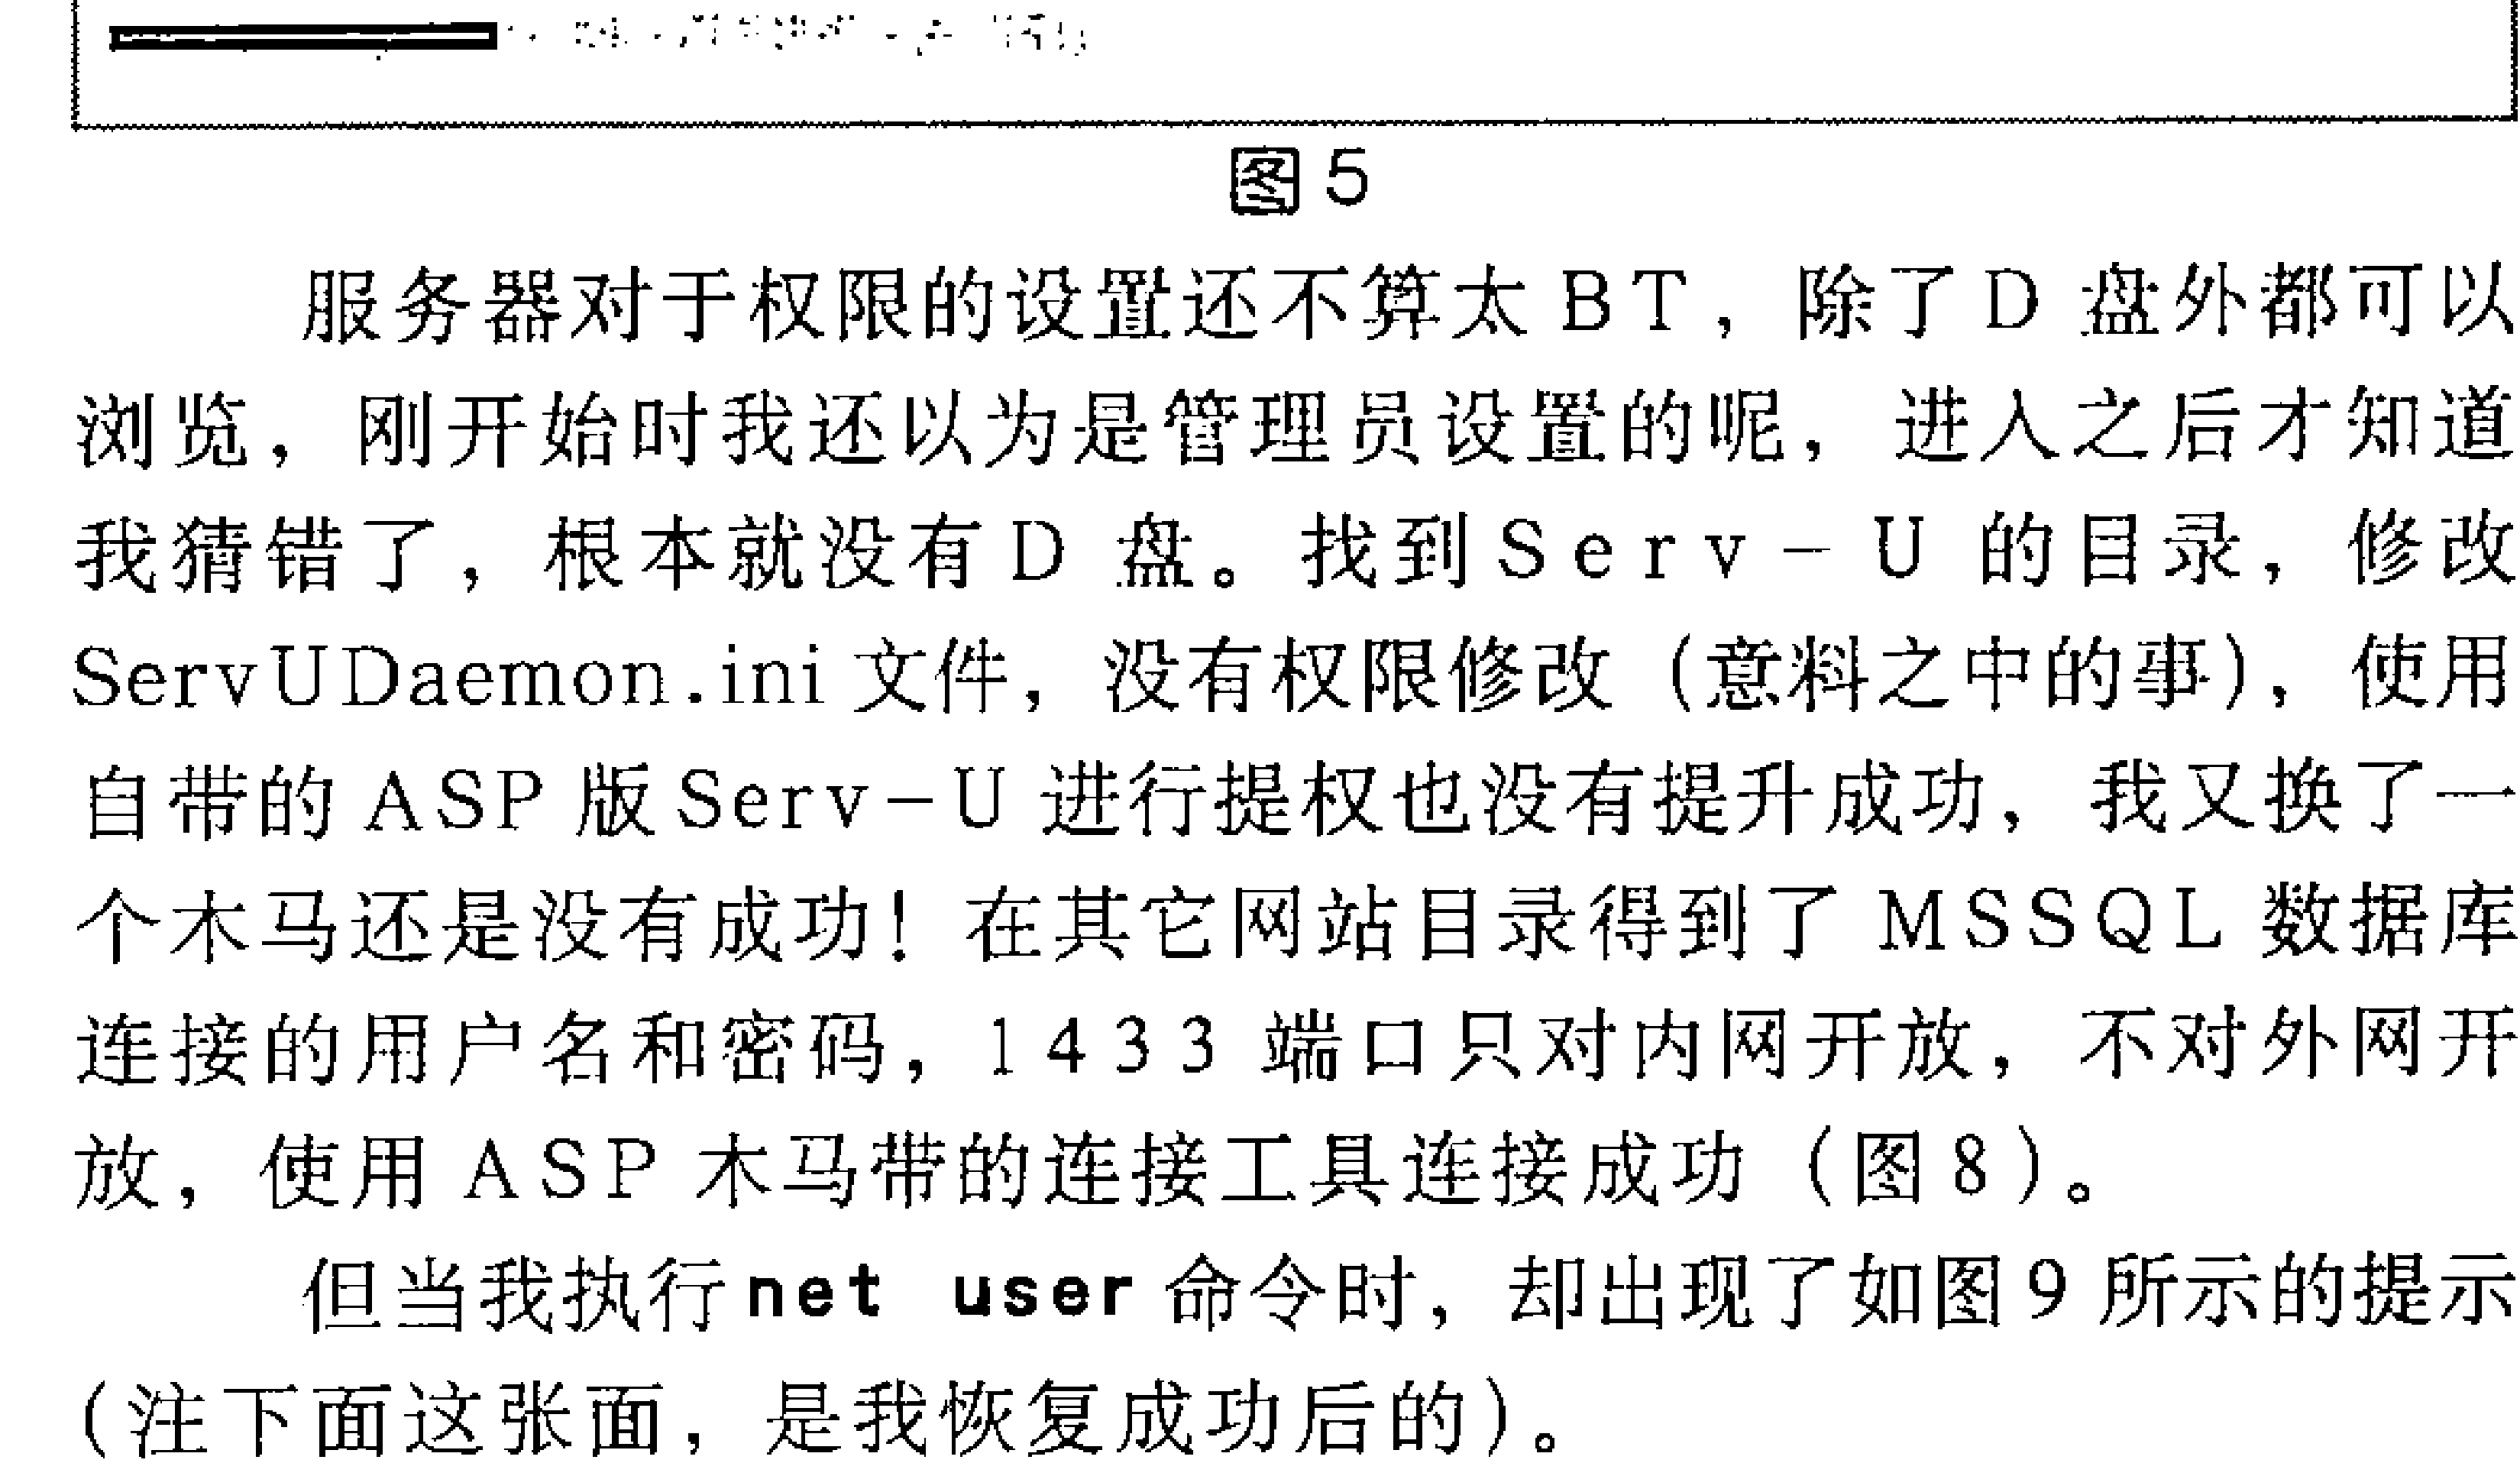 图5
服务器对于权限的设置还不算太BT，除了D盘外都可以
浏览，刚开始时我还以为是管理员设置的呢，进入之后才知道
我猜错了，根本就没有D盘。找到Serv-U的目录，修改
ServUDaemon.ini文件，没有权限修改（意料之中的事），使用
自带的ASP版Serv-U进行提权也没有提升成功，我又换了一
个木马还是没有成功！在其它网站目录得到了MSSQL数据库
连接的用户名和密码，1433端口只对内网开放，不对外网开
放，使用ASP木马带的连接工具连接成功（图8）。
但当我执行net user命令时，却出现了如图9所示的提示
（注下面这张面，是我恢复成功后的）。